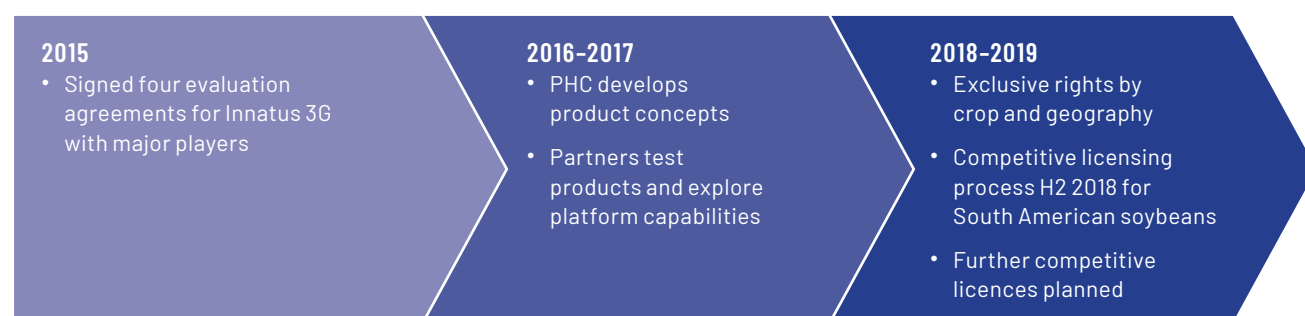 2015
• Signed four evaluation
agreements for Innatus 3G
with major players
2016–2017
• PHC develops
product concepts
• Partners test
products and explore
platform capabilities
2018–2019
• Exclusive rights by
crop and geography
• Competitive licensing
process H2 2018 for
South American soybeans
• Further competitive
licences planned